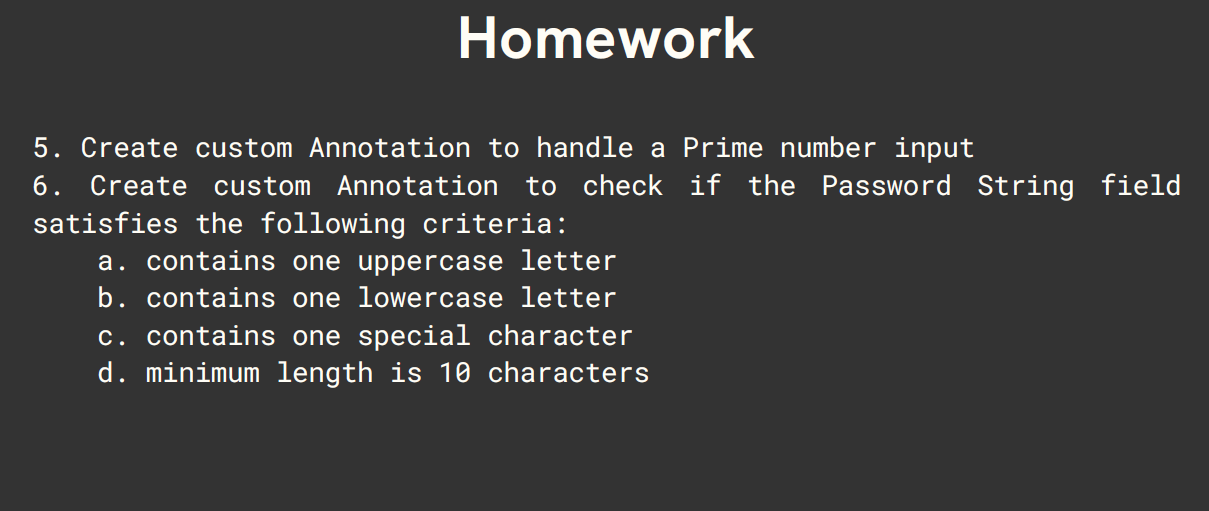 Homework
5. Create custom Annotation to handle a Prime number input
6. Create custom Annotation to check if the Password String field
satisfies the following criteria:
a. contains one uppercase letter
b. contains one lowercase letter
c. contains one special character
d. minimum length is 10 characters